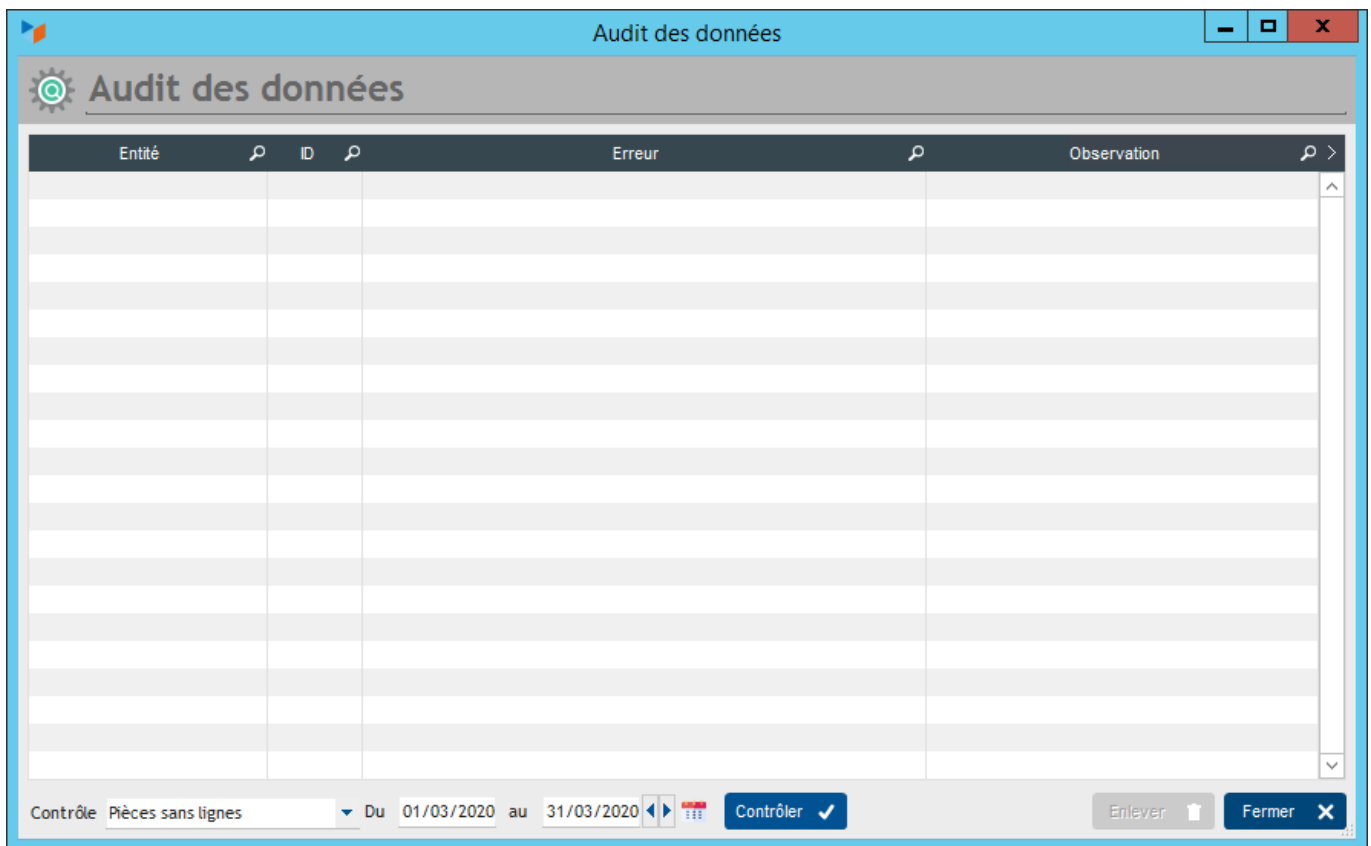 Audit des données
Audit des données
Entité ID Erreur Observation
Contrôle Pièces sans lignes Du 01/03/2020 au 31/03/2020 Contrôler Enlever Fermer